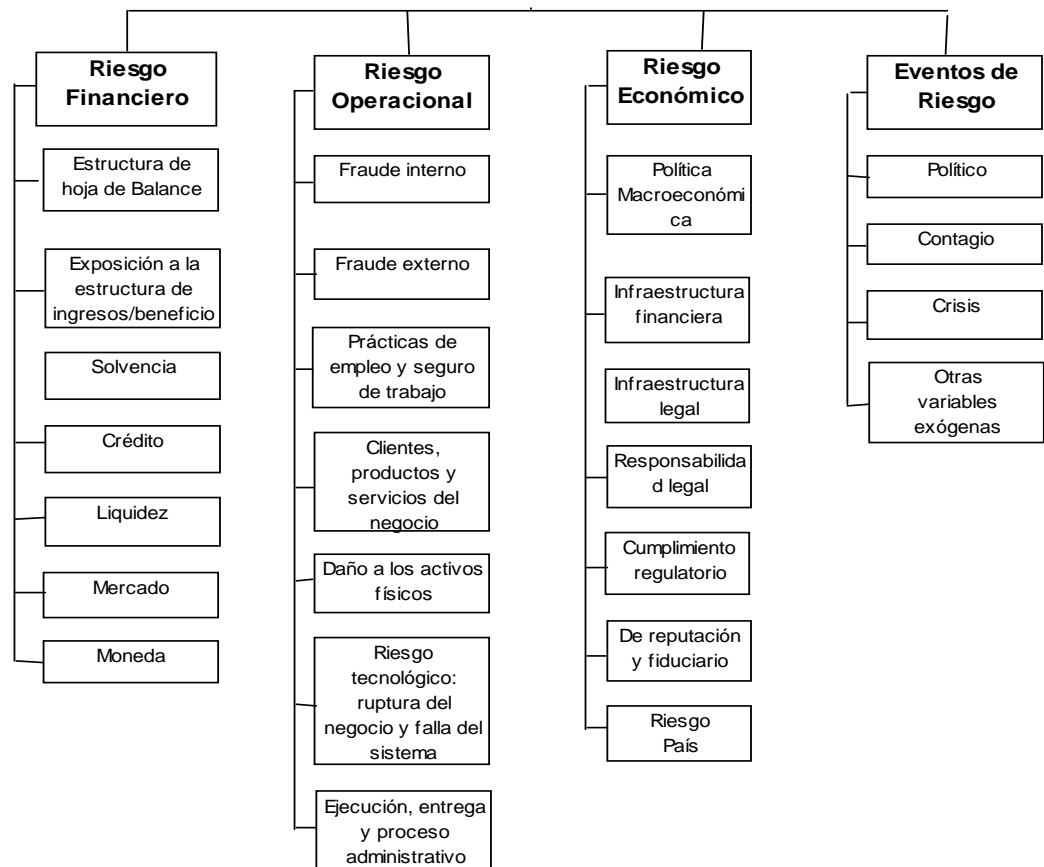 Riesgo
Financiero
Estructura de
hoja de Balance
Exposición a la
estructura de
ingresos/beneficio
Solvencia
Crédito
Liquidez
Mercado
Moneda
Riesgo
Operacional
Fraude interno
Fraude externo
Prácticas de
empleo y seguro
de trabajo
Clientes,
productos y
servicios del
negocio
Daño a los activos
físicos
Riesgo
tecnológico:
ruptura del
negocio y falla del
sistema
Ejecución, entrega
y proceso
administrativo
Riesgo
Económico
Política
Macroeconómi
ca
Infraestructura
financiera
Infraestructura
legal
Responsabilida
d legal
Cumplimiento
regulatorio
De reputación
y fiduciario
Riesgo
País
Eventos de
Riesgo
Político
Contagio
Crisis
Otras
variables
exógenas